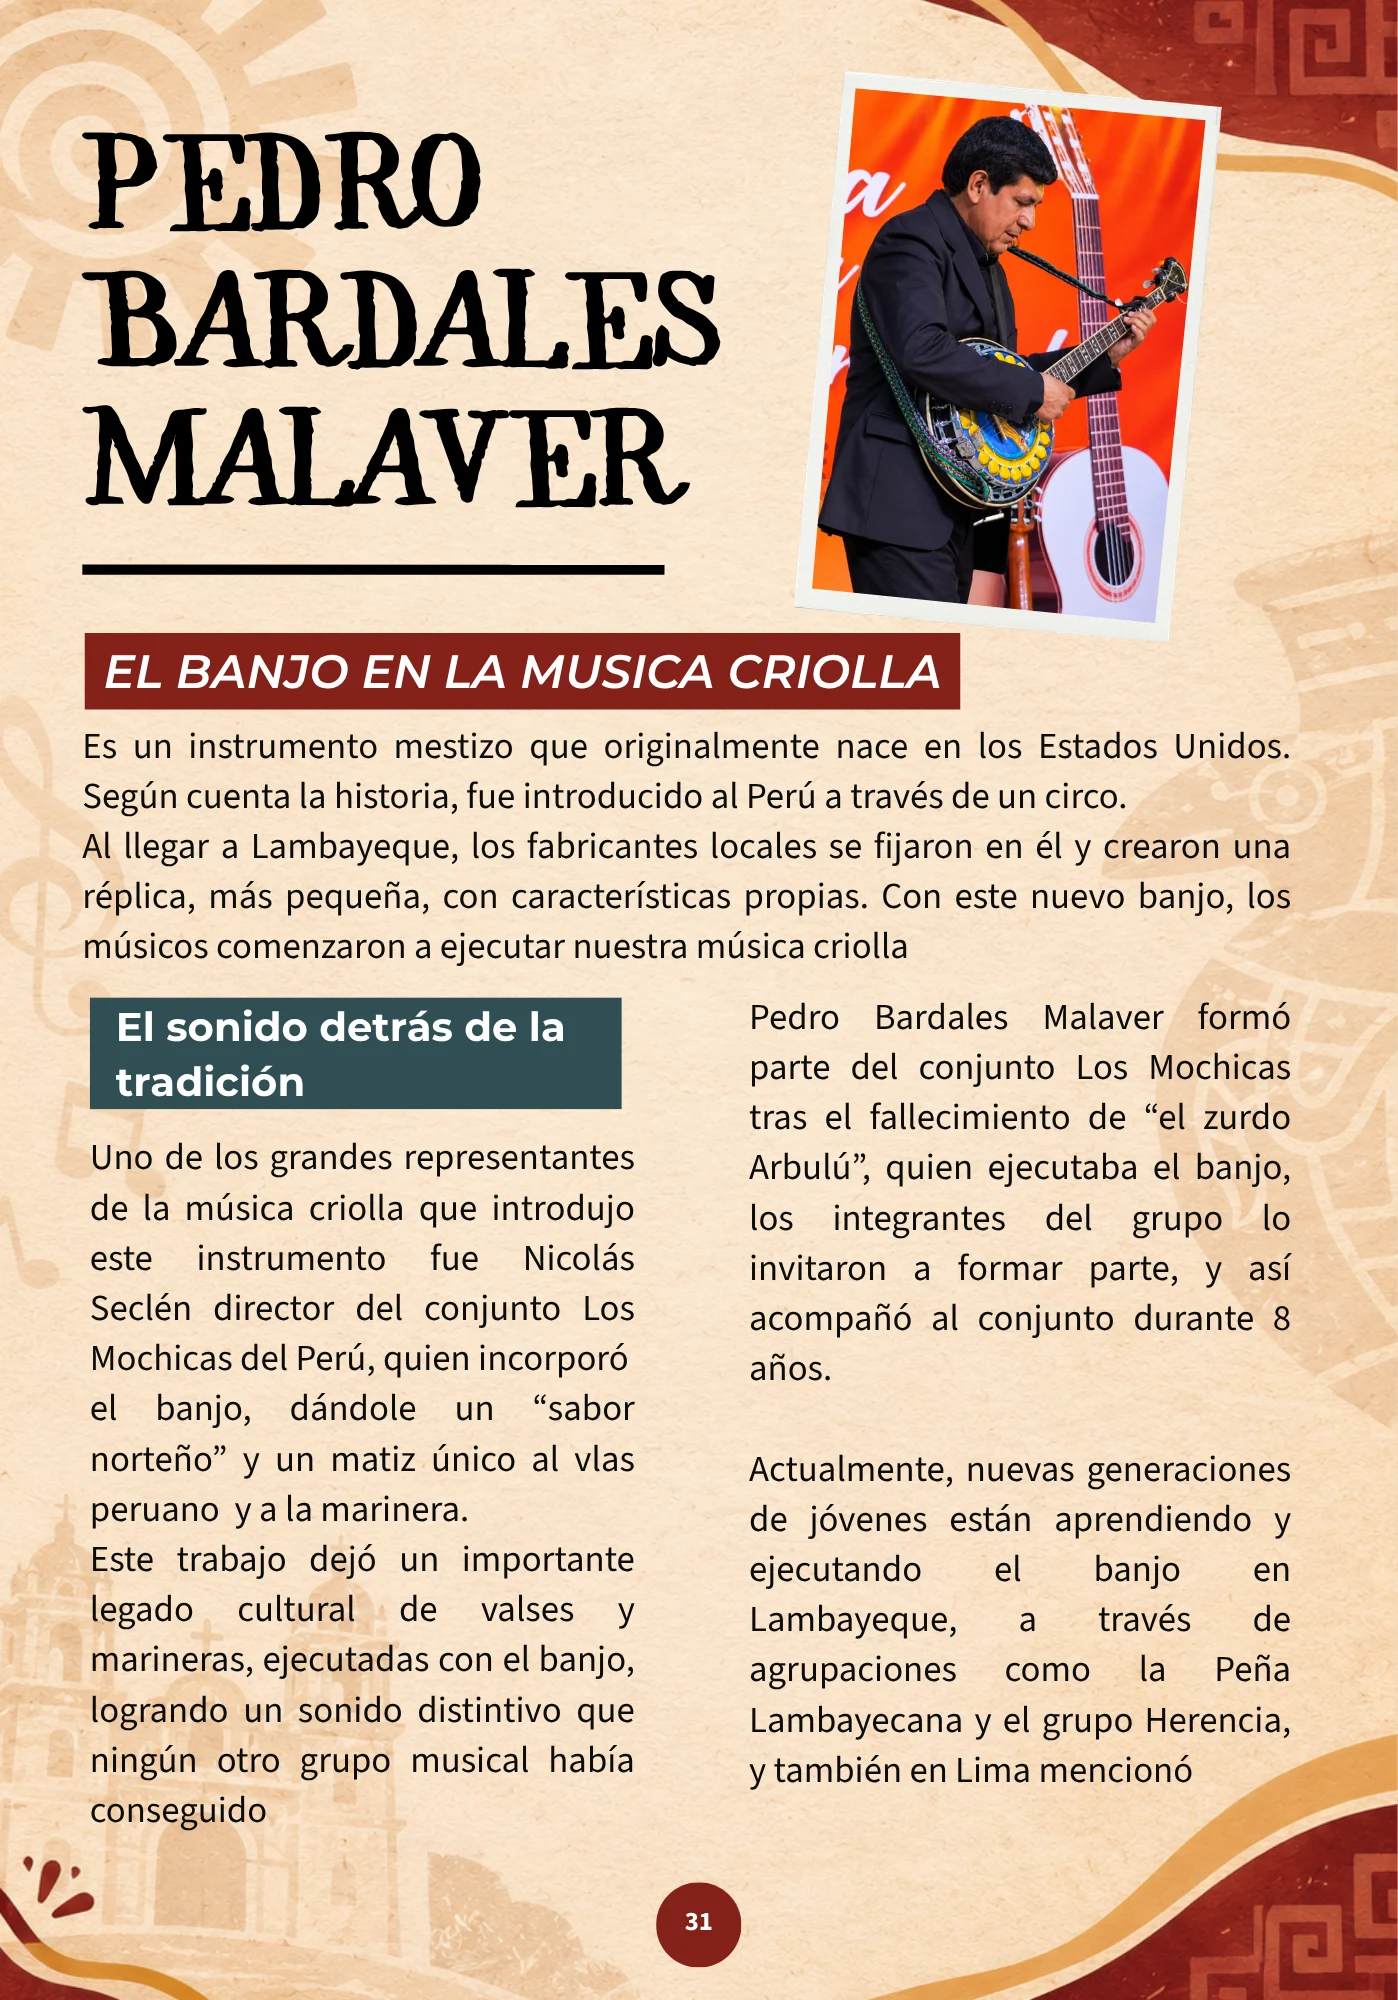 PEDRO
BARDALES
MALAVER
EL BANJO EN LA MUSICA CRIOLLA
Es un instrumento mestizo que originalmente nace en los Estados Unidos.
Según cuenta la historia, fue introducido al Perú a través de un circo.
Al llegar a Lambayeque, los fabricantes locales se fijaron en él y crearon una
réplica, más pequeña, con características propias. Con este nuevo banjo, los
músicos comenzaron a ejecutar nuestra música criolla
El sonido detrás de la
tradición
Uno de los grandes representantes
de la música criolla que introdujo
este instrumento fue Nicolás
Seclén director del conjunto Los
Mochicas del Perú, quien incorporó
el banjo, dándole un “sabor
norteño” y un matiz único al vlas
peruano y a la marinera.
Este trabajo dejó un importante
legado cultural de valses y
marineras, ejecutadas con el banjo,
logrando un sonido distintivo que
ningún otro grupo musical había
conseguido
Pedro Bardales Malaver formó
parte del conjunto Los Mochicas
tras el fallecimiento de “el zurdo
Arbulú”, quien ejecutaba el banjo,
los integrantes del grupo lo
invitaron a formar parte, y así
acompañó al conjunto durante 8
años.
Actualmente, nuevas generaciones
de jóvenes están aprendiendo y
ejecutando el banjo en
Lambayeque, a través de
agrupaciones como la Peña
Lambayecana y el grupo Herencia,
y también en Lima mencionó
31